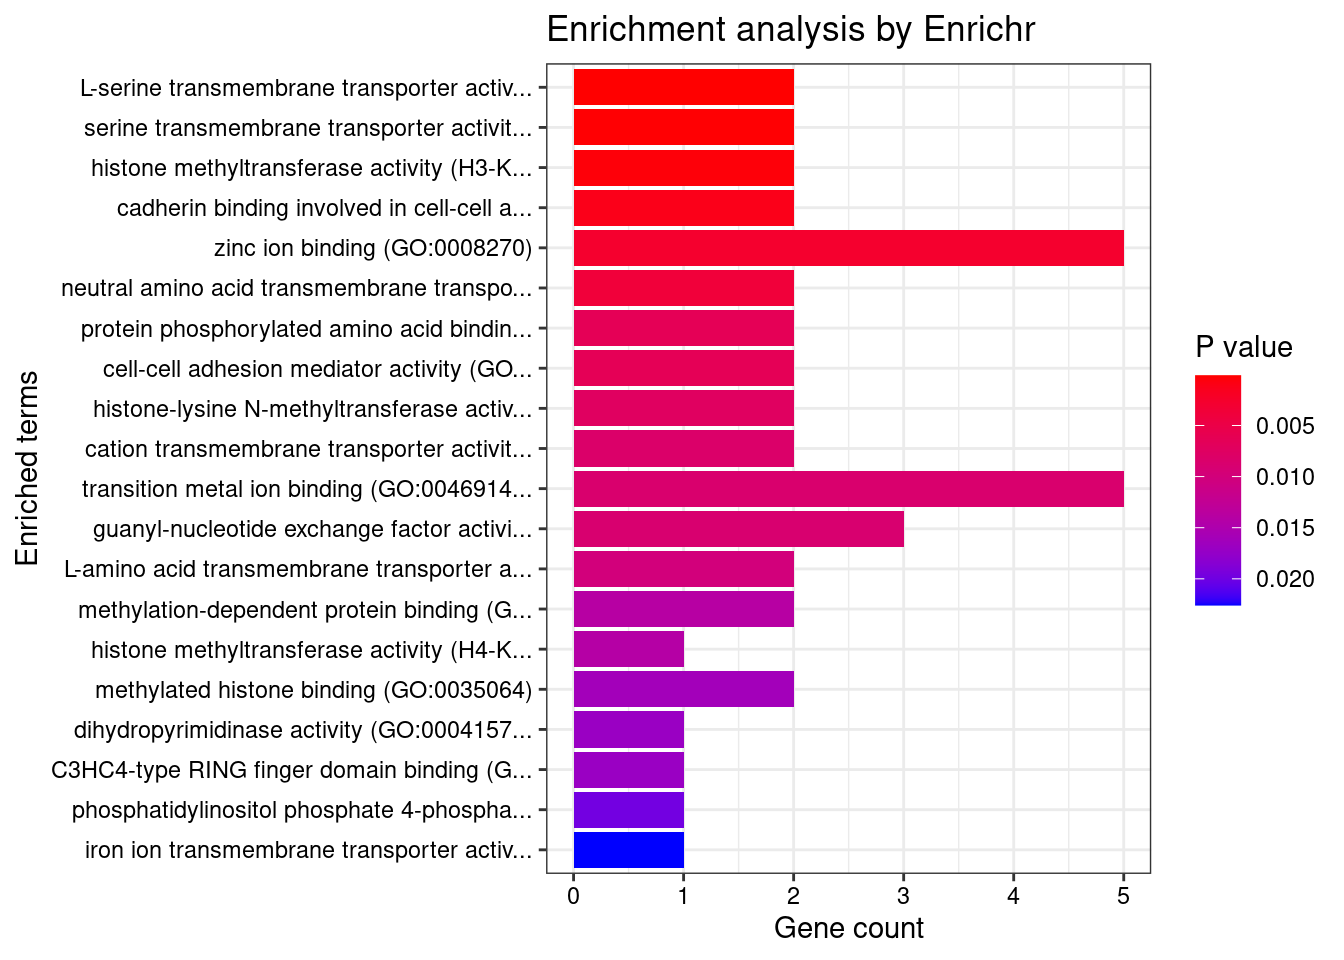 Enrichment analysis by Enrichr
L-serine transmembrane transporter activ...
serine transmembrane transporter activit...
histone methyltransferase activity (H3-K...
cadherin binding involved in cell-cell a...
zinc ion binding (GO:0008270)
neutral amino acid transmembrane transpo...
protein phosphorylated amino acid bindin...
cell-cell adhesion mediator activity (GO...
histone-lysine N-methyltransferase activ...
cation transmembrane transporter activit...
transition metal ion binding (GO:0046914...
guanyl-nucleotide exchange factor activi...
L-amino acid transmembrane transporter a...
methylation-dependent protein binding (G...
histone methyltransferase activity (H4-K...
methylated histone binding (GO:0035064)
dihydropyrimidinase activity (GO:0004157...
C3HC4-type RING finger domain binding (G...
phosphatidylinositol phosphate 4-phospha...
iron ion transmembrane transporter activ...
Enriched terms
0 1 2 3 4 5
Gene count
P value
0.005
0.010
0.015
0.020